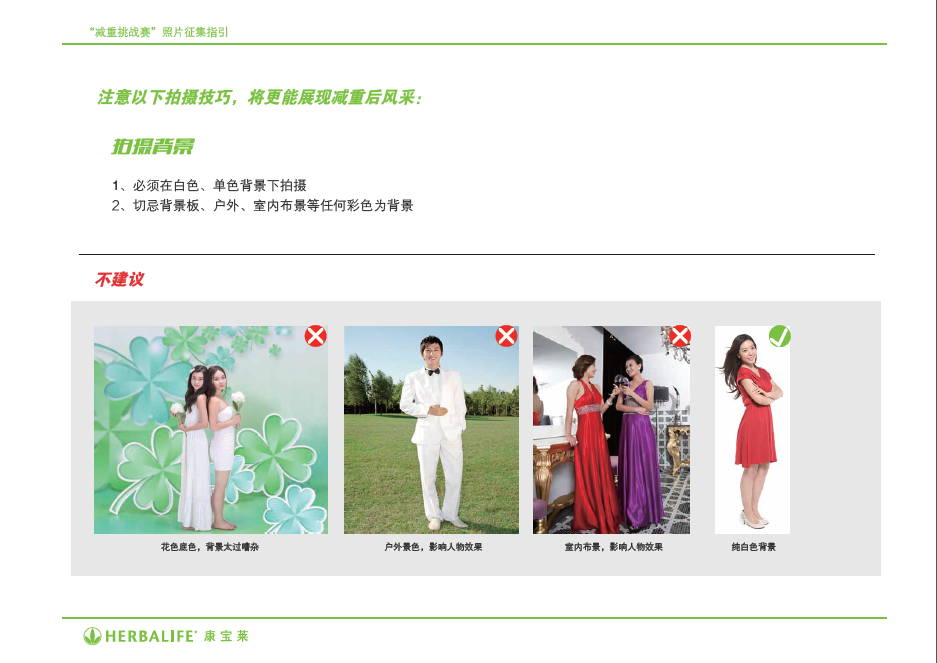 “减重挑战赛”照片征集指引
注意以下拍摄技巧，将更能展现减重后风采：
拍摄背景
1、必须在白色、单色背景下拍摄
2、切忌背景板、户外、室内布景等任何彩色为背景
不建议
花色底色，背景太过嘈杂
户外景色，影响人物效果
室内布景，影响人物效果
纯白色背景
HERBALIFE 康宝莱